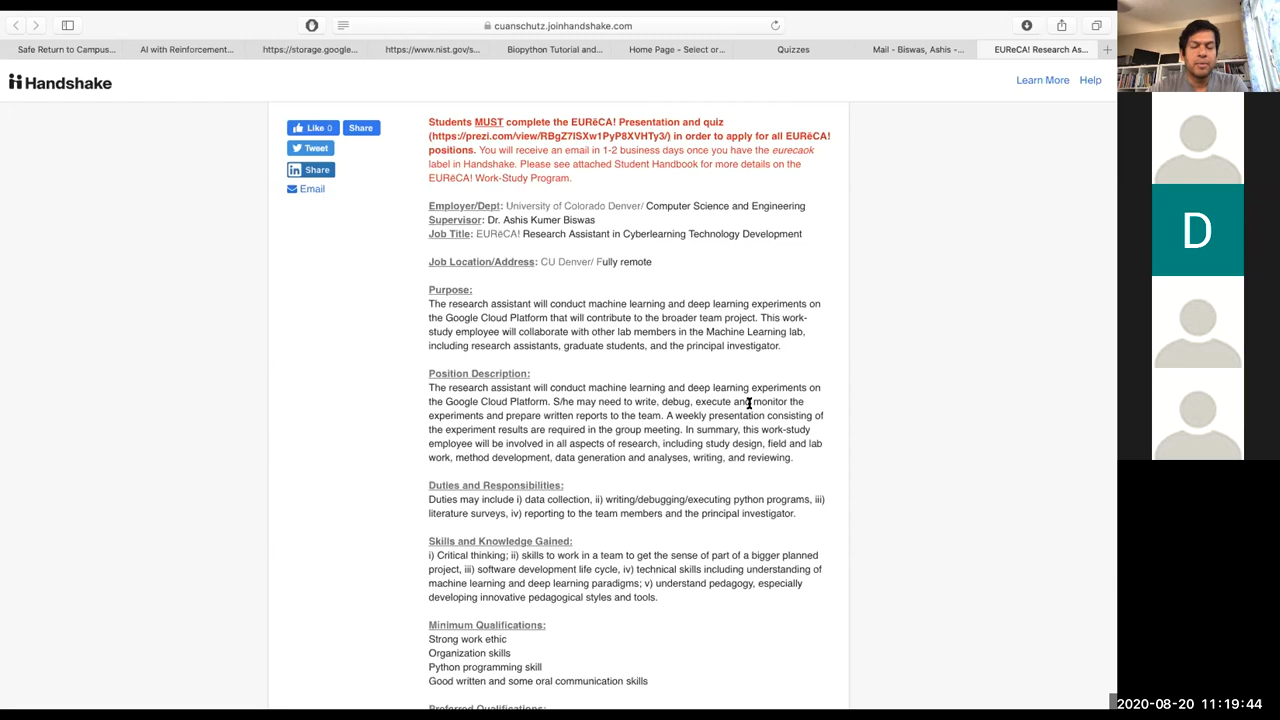 cuanschutz.joinhandshake.com
Safe Return to Campus...
AI with Reinforcement...
https://storage.google...
https://www.nist.gov/s...
Biopython Tutorial and...
Home Page - Select or...
Quizzes
Mail - Biswas, Ashis -...
EUReCA! Research As...
Handshake
Learn More
Help
Like 0
Share
Tweet
Share
Email
Students MUST complete the EURēCA! Presentation and quiz
(https://prezi.com/view/RBgZ7ISXw1PyP8XVHTy3/) in order to apply for all EURēCA!
positions. You will receive an email in 1-2 business days once you have the eurecaok
label in Handshake. Please see attached Student Handbook for more details on the
EURēCA! Work-Study Program.
Employer/Dept: University of Colorado Denver/ Computer Science and Engineering
Supervisor: Dr. Ashis Kumer Biswas
Job Title: EURēCA! Research Assistant in Cyberlearning Technology Development
Job Location/Address: CU Denver/ Fully remote
Purpose:
The research assistant will conduct machine learning and deep learning experiments on
the Google Cloud Platform that will contribute to the broader team project. This work-
study employee will collaborate with other lab members in the Machine Learning lab,
including research assistants, graduate students, and the principal investigator.
Position Description:
The research assistant will conduct machine learning and deep learning experiments on
the Google Cloud Platform. S/he may need to write, debug, execute and monitor the
experiments and prepare written reports to the team. A weekly presentation consisting of
the experiment results are required in the group meeting. In summary, this work-study
employee will be involved in all aspects of research, including study design, field and lab
work, method development, data generation and analyses, writing, and reviewing.
Duties and Responsibilities:
Duties may include i) data collection, ii) writing/debugging/executing python programs, iii)
literature surveys, iv) reporting to the team members and the principal investigator.
Skills and Knowledge Gained:
i) Critical thinking; ii) skills to work in a team to get the sense of part of a bigger planned
project, iii) software development life cycle, iv) technical skills including understanding of
machine learning and deep learning paradigms; v) understand pedagogy, especially
developing innovative pedagogical styles and tools.
Minimum Qualifications:
Strong work ethic
Organization skills
Python programming skill
Good written and some oral communication skills
Preferred Qualifications:
D
2020-08-20 11:19:44